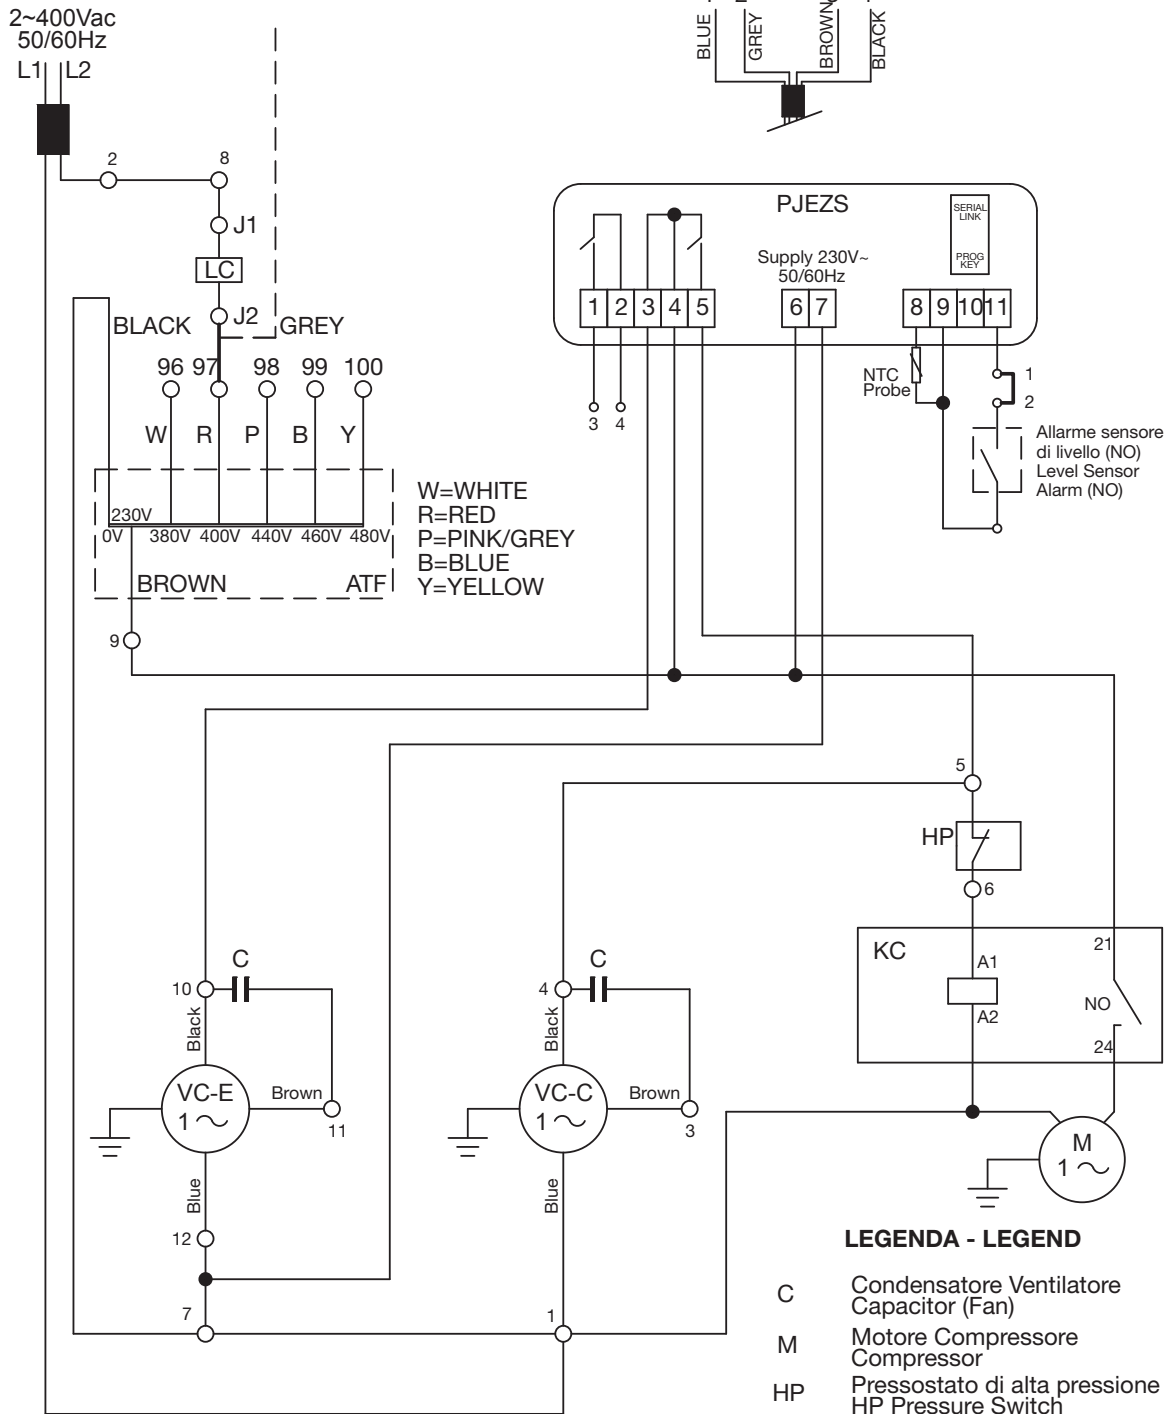 2~400Vac
50/60Hz
L1 L2
BLUE
GREY
BROWN
BLACK
2
8
J1
LC
J2
BLACK
GREY
96 97 98 99 100
W R P B Y
230V
0V 380V 400V 440V 460V 480V
BROWN ATF
W=WHITE
R=RED
P=PINK/GREY
B=BLUE
Y=YELLOW
9
PJEZS
SERIAL
LINK
PROG
KEY
Supply 230V~
50/60Hz
1 2 3 4 5 6 7 8 9 10 11
3 4
NTC
Probe
1
2
Allarme sensore
di livello (NO)
Level Sensor
Alarm (NO)
5
HP
6
KC
A1
A2
21
NO
24
C
10
Black
VC-E
1
Brown
11
Blue
12
7
C
4
Black
VC-C
1
Brown
3
Blue
1
M
1
LEGENDA - LEGEND
C Condensatore Ventilatore
Capacitor (Fan)
M Motore Compressore
Compressor
HP Pressostato di alta pressione
HP Pressure Switch